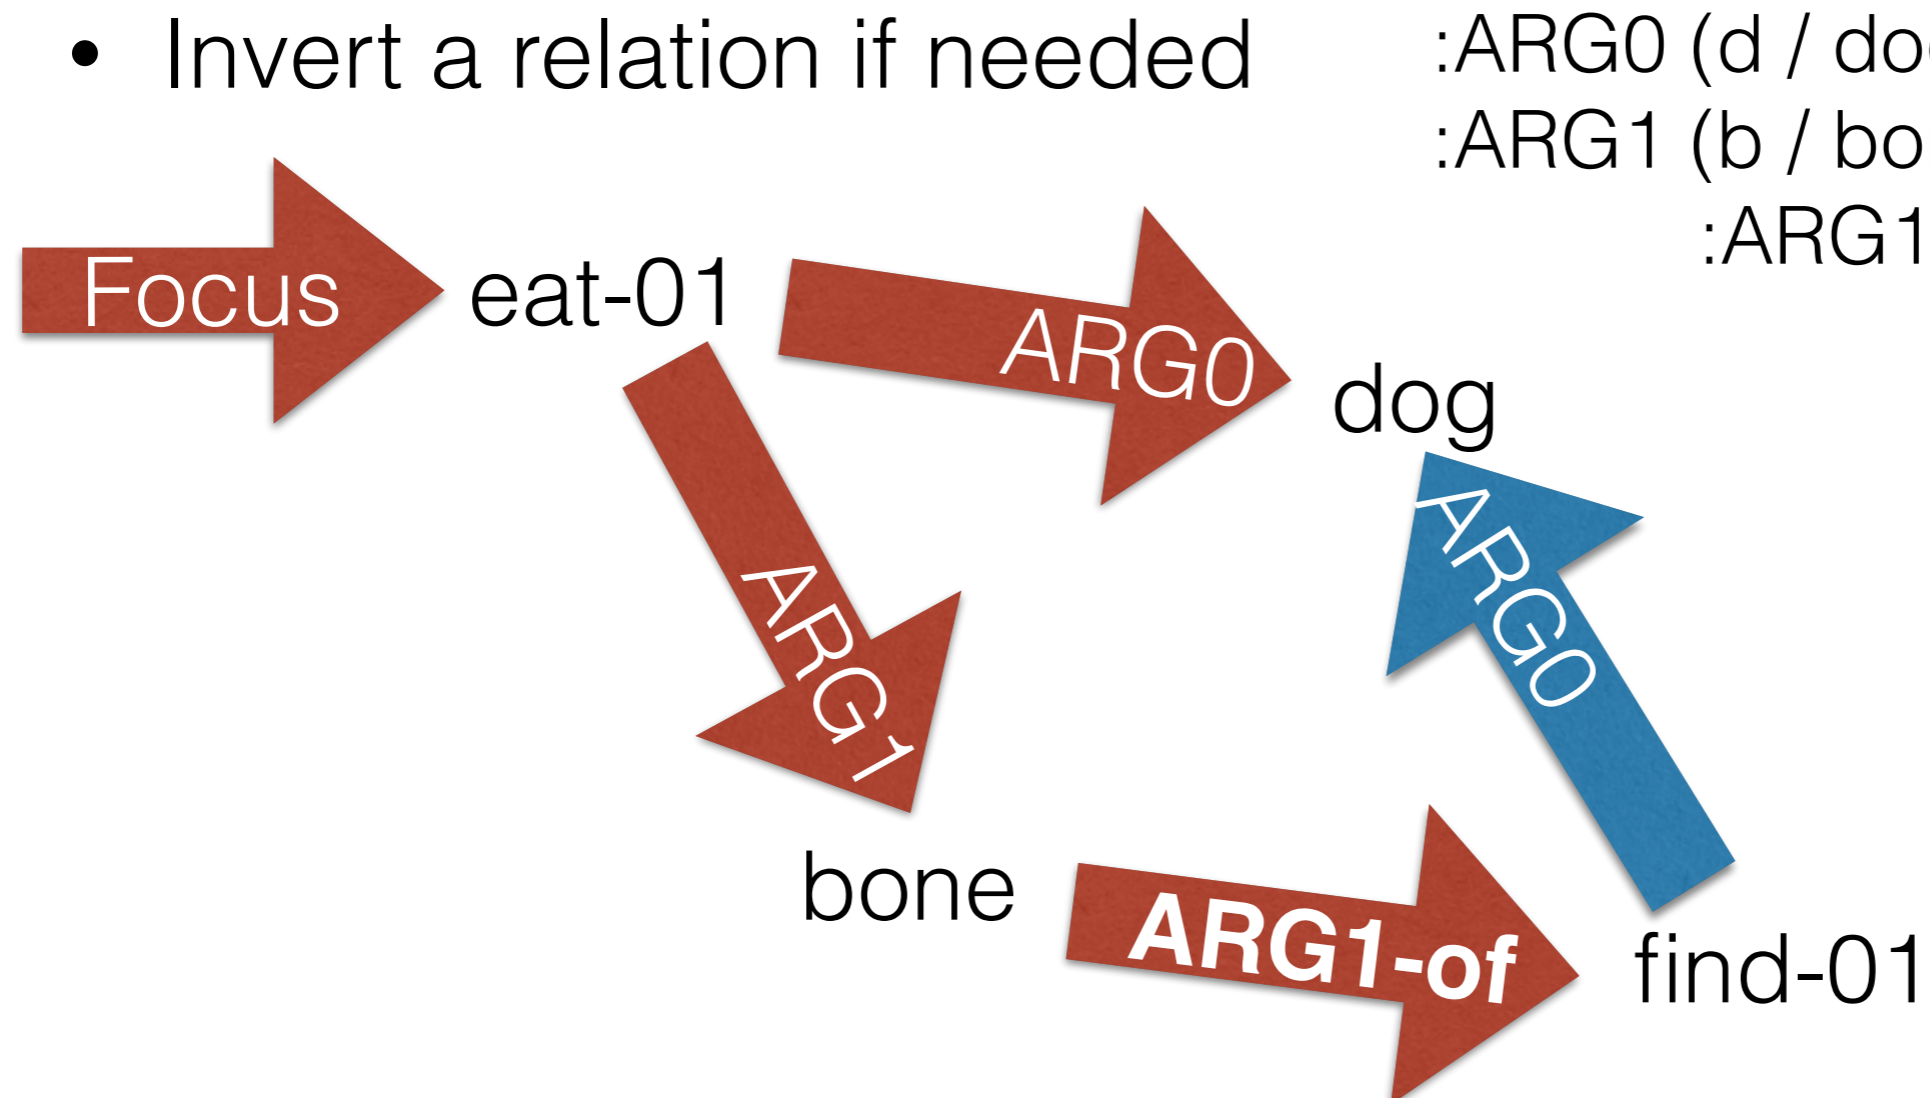 • Invert a relation if needed
:ARG0 (d / do
:ARG1 (b / bo
:ARG1
Focus
eat-01
ARG0
dog
ARG1
ARG0
bone
ARG1-of
find-01